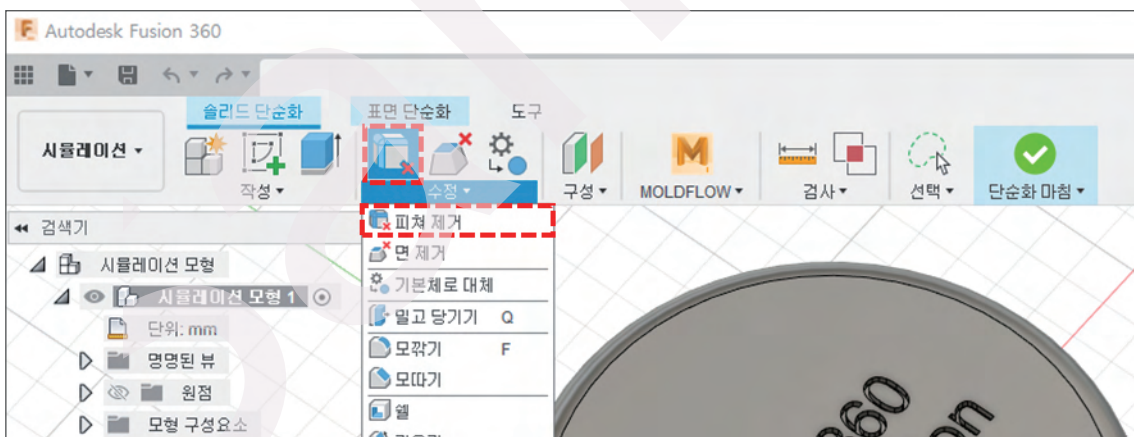 Autodesk Fusion 360
솔리드 단순화 표면 단순화 도구
시뮬레이션
작성 수정 구성 MOLDFLOW 검사 선택 단순화 마침
검색기
피쳐 제거
면 제거
시뮬레이션 모형
기본체로 대체
시뮬레이션 모형 1
밀고 당기기 Q
단위: mm
모깎기 F
명명된 뷰
모따기
원점
쉘
모형 구성요소
360
on